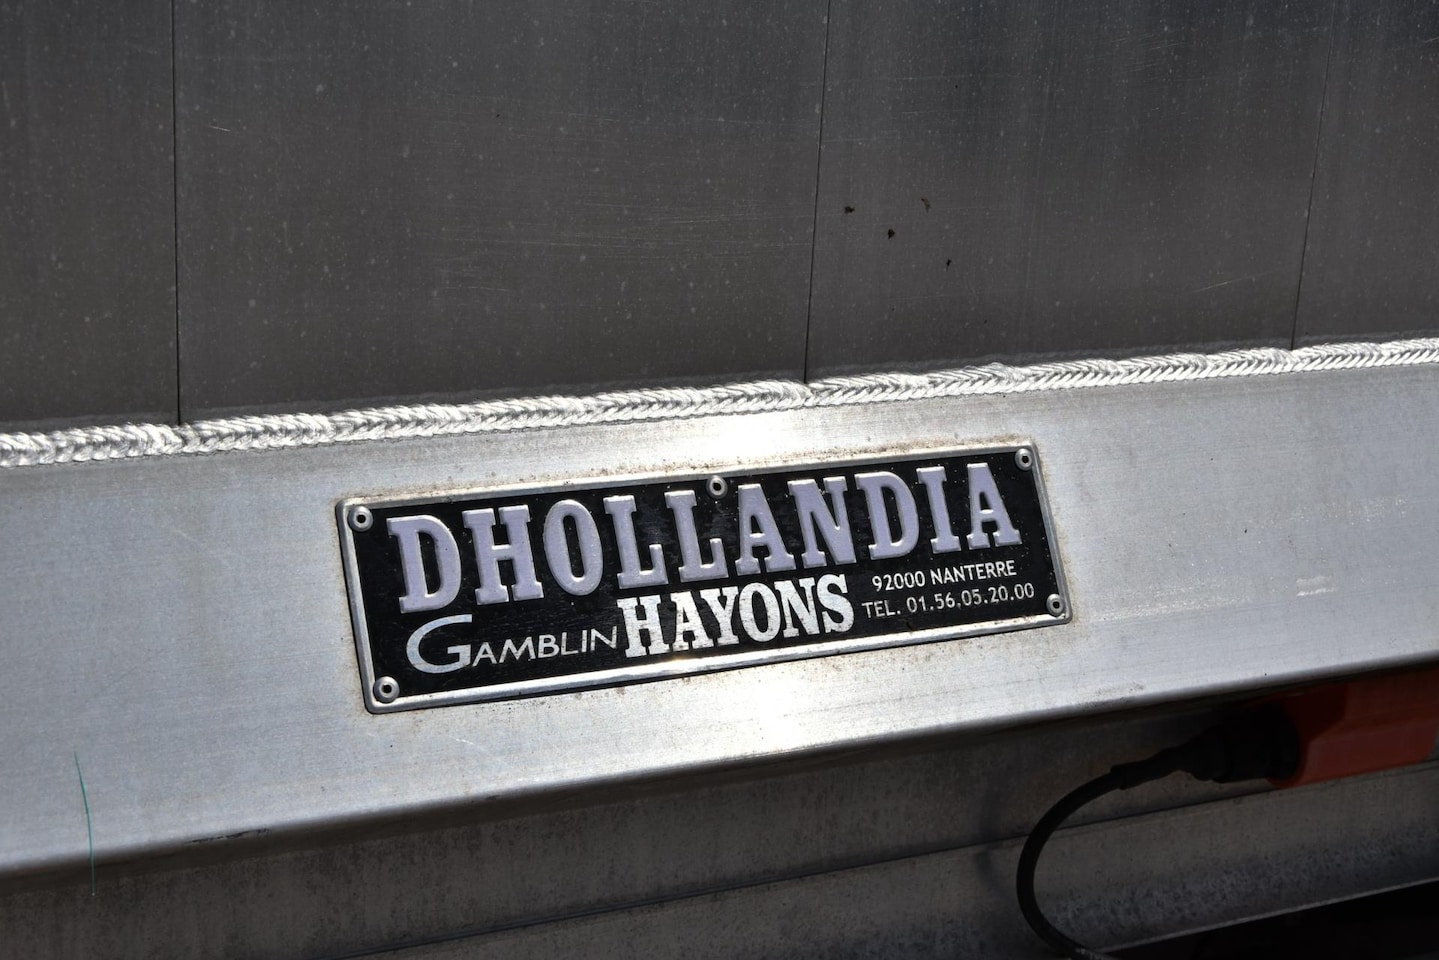 DHOLLANDIA
GAMBLIN HAYONS
92000 NANTERRE
TEL. 01.56.05.20.00